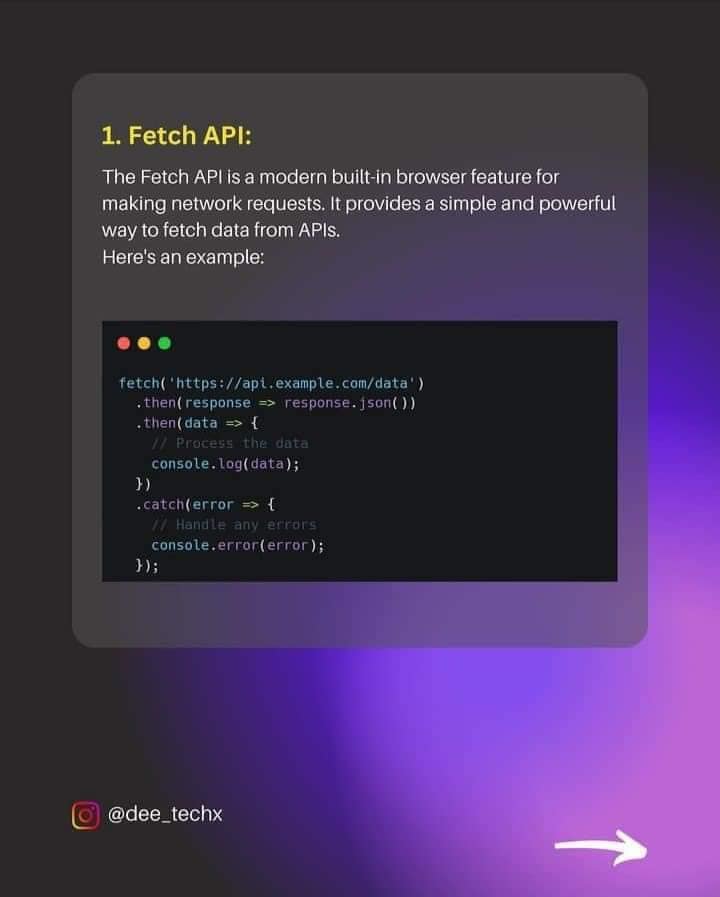 1. Fetch API:
The Fetch API is a modern built-in browser feature for
making network requests. It provides a simple and powerful
way to fetch data from APIs.
Here's an example:
fetch('https://api.example.com/data')
  .then(response => response.json())
  .then(data => {
    // Process the data
    console.log(data);
  })
  .catch(error => {
    // Handle any errors
    console.error(error);
  });
@dee_techx